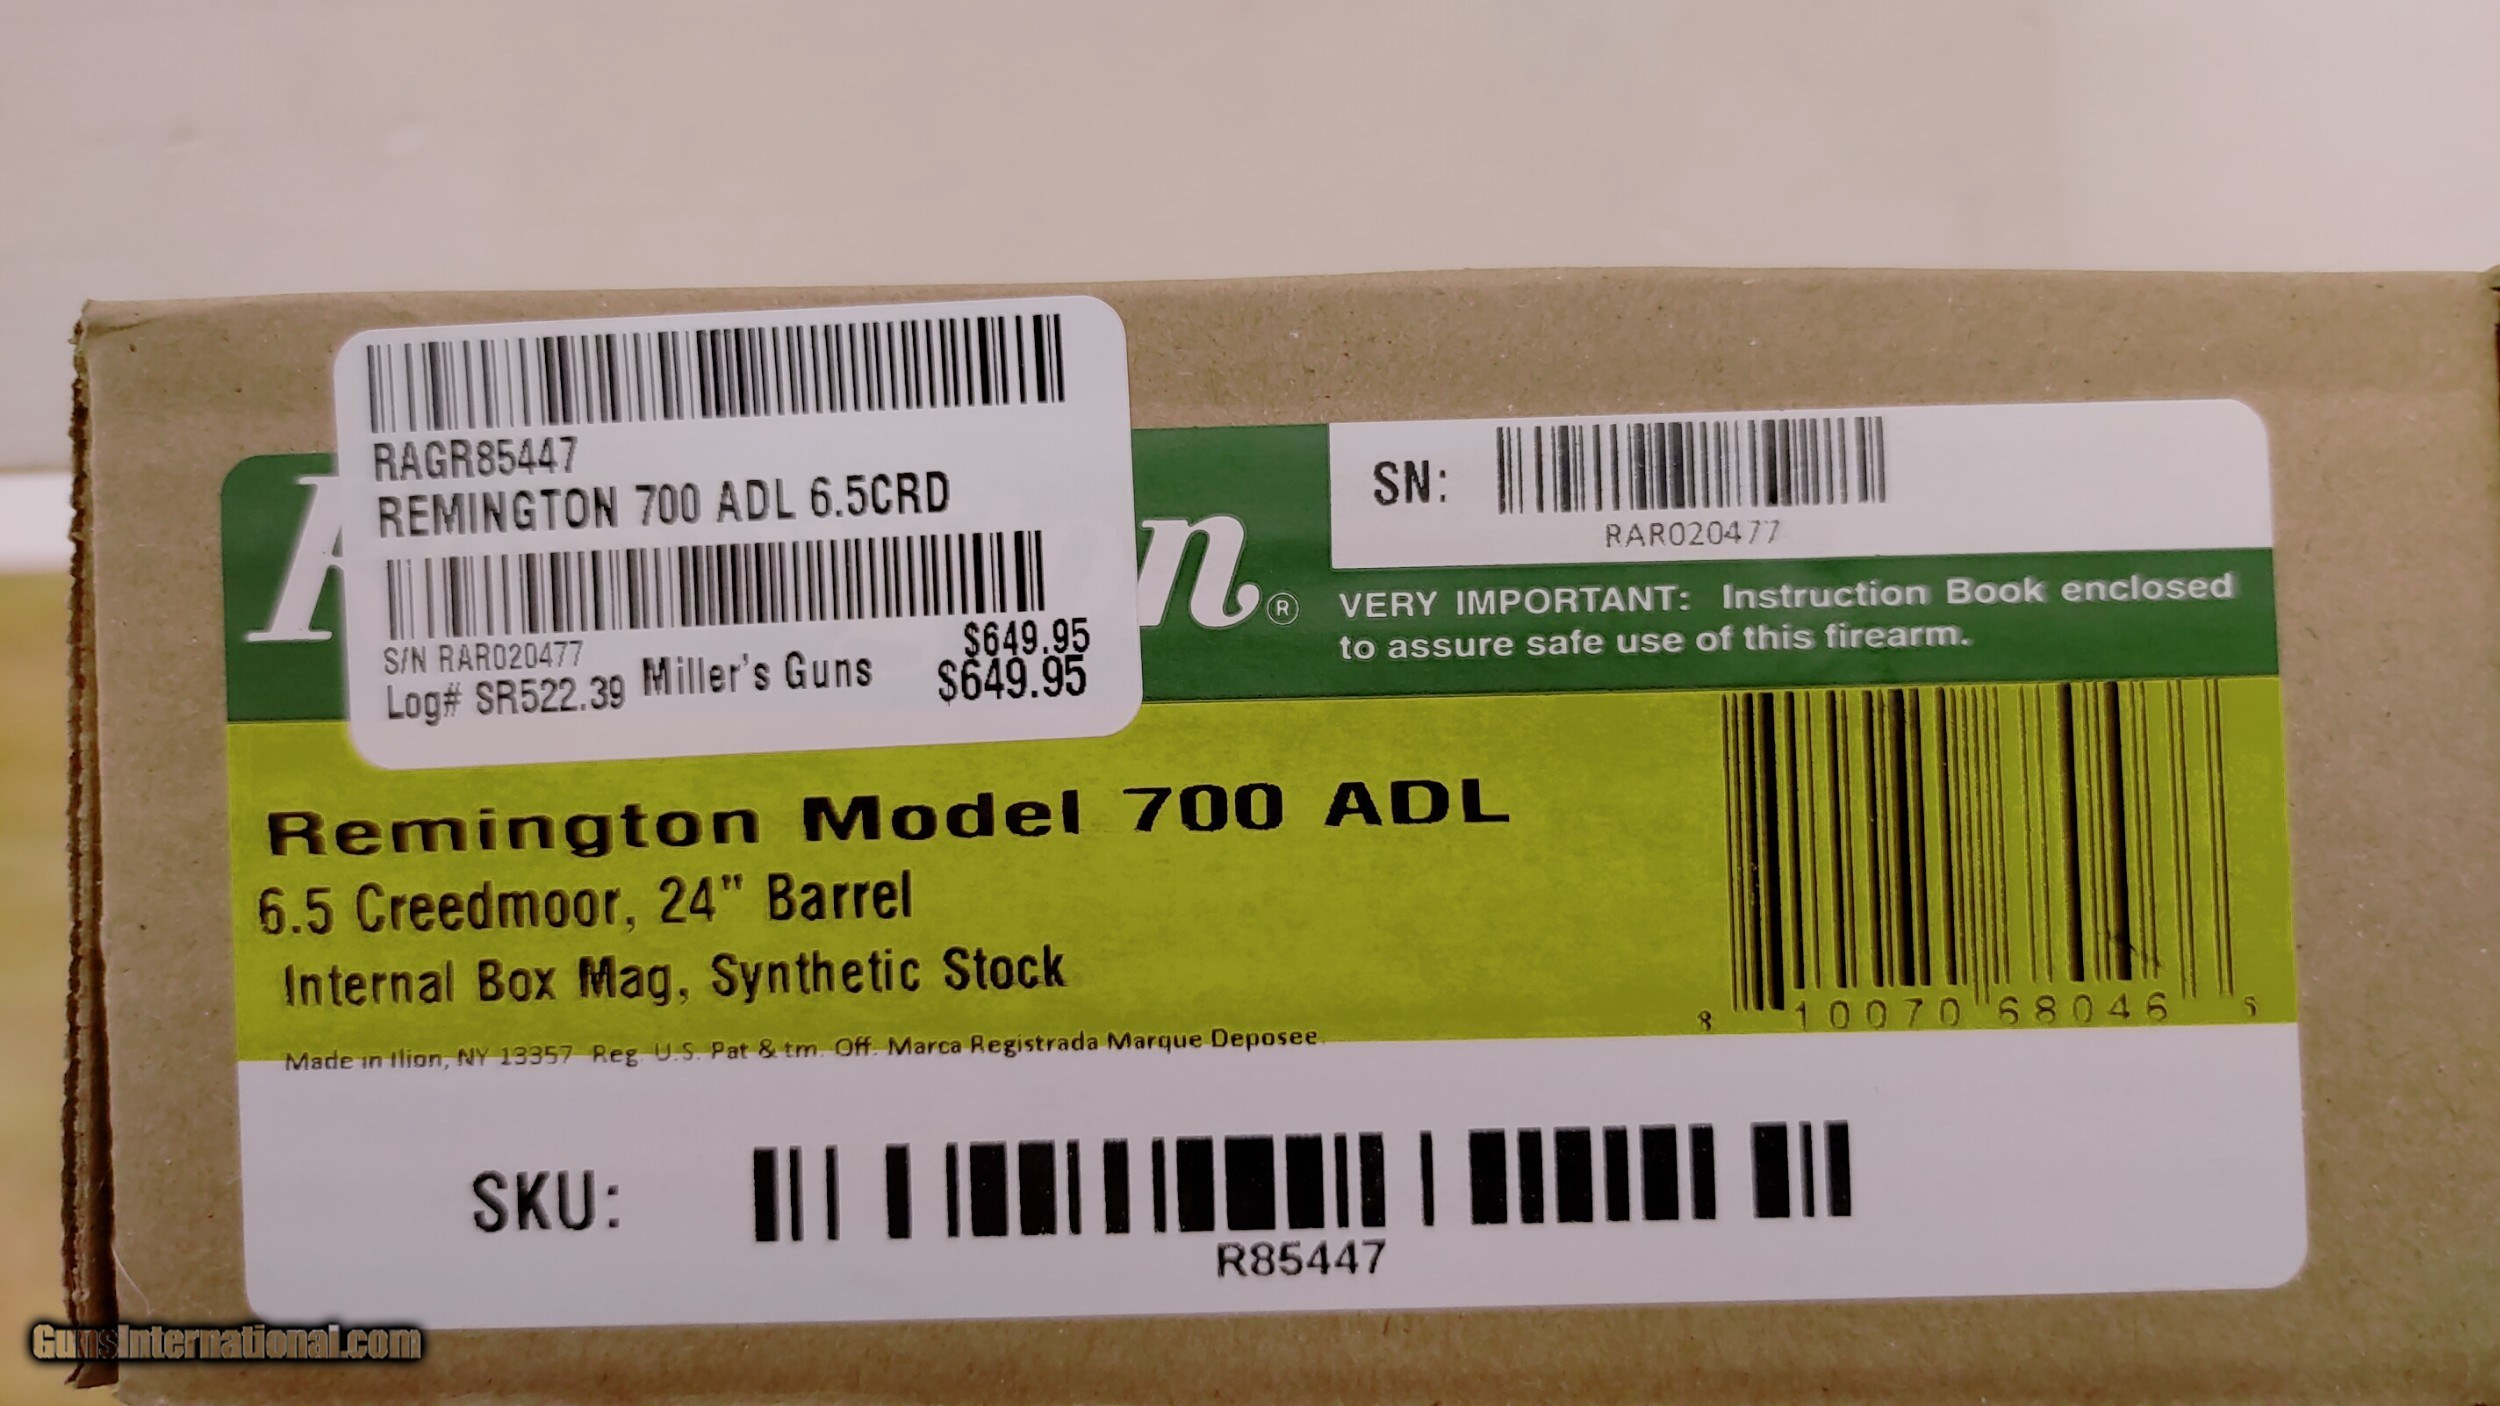 RAGR85447
REMINGTON 700 ADL 6.5CRD
S/N RAR020477
$649.95
Log# SR522.39 Miller's Guns $649.95
®
SN:
RAR020477
VERY IMPORTANT: Instruction Book enclosed
to assure safe use of this firearm.
Remington Model 700 ADL
6.5 Creedmoor, 24" Barrel
Internal Box Mag, Synthetic Stock
8 10070 68046 5
Made in Ilion, NY 13357 Reg. U.S. Pat & tm. Off. Marca Registrada Marque Deposee.
SKU:
R85447
GunsInternational.com